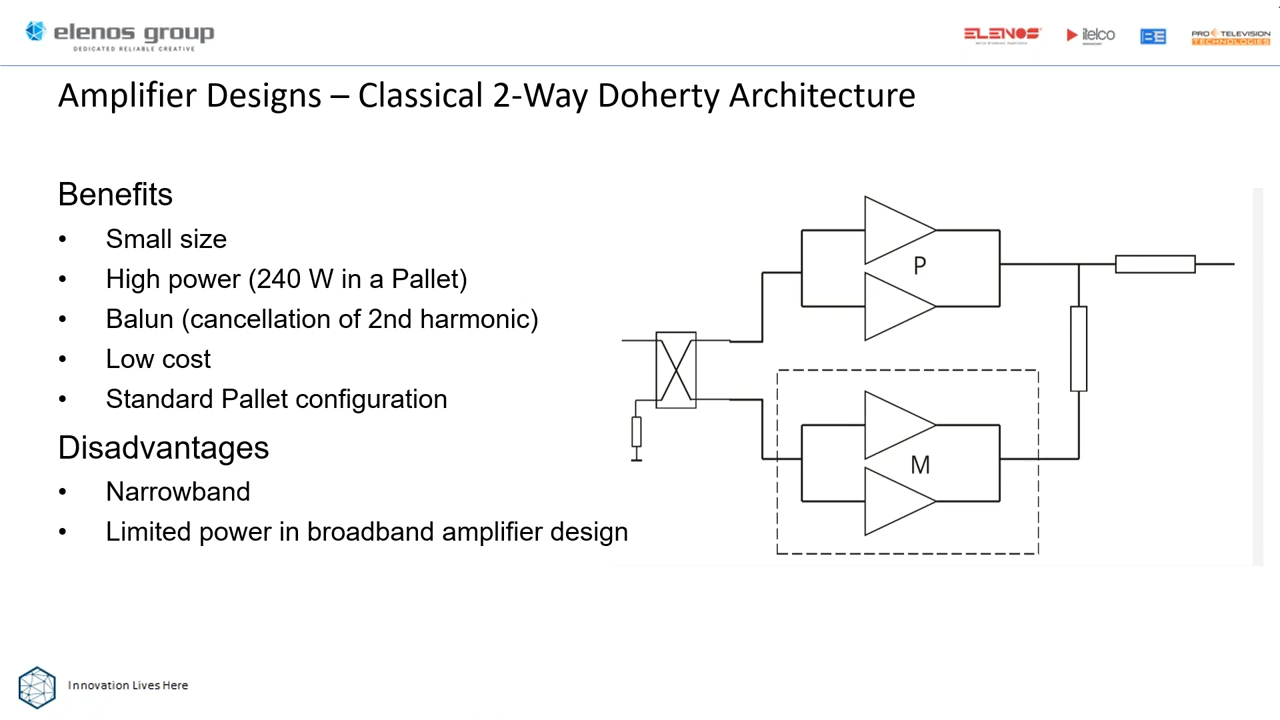 elenos group
DEDICATED RELIABLE CREATIVE
ELENOS
itelco
BE
PRO TELEVISION
TECHNOLOGIES
Amplifier Designs – Classical 2-Way Doherty Architecture
Benefits
• Small size
• High power (240 W in a Pallet)
• Balun (cancellation of 2nd harmonic)
• Low cost
• Standard Pallet configuration
Disadvantages
• Narrowband
• Limited power in broadband amplifier design
P
M
Innovation Lives Here